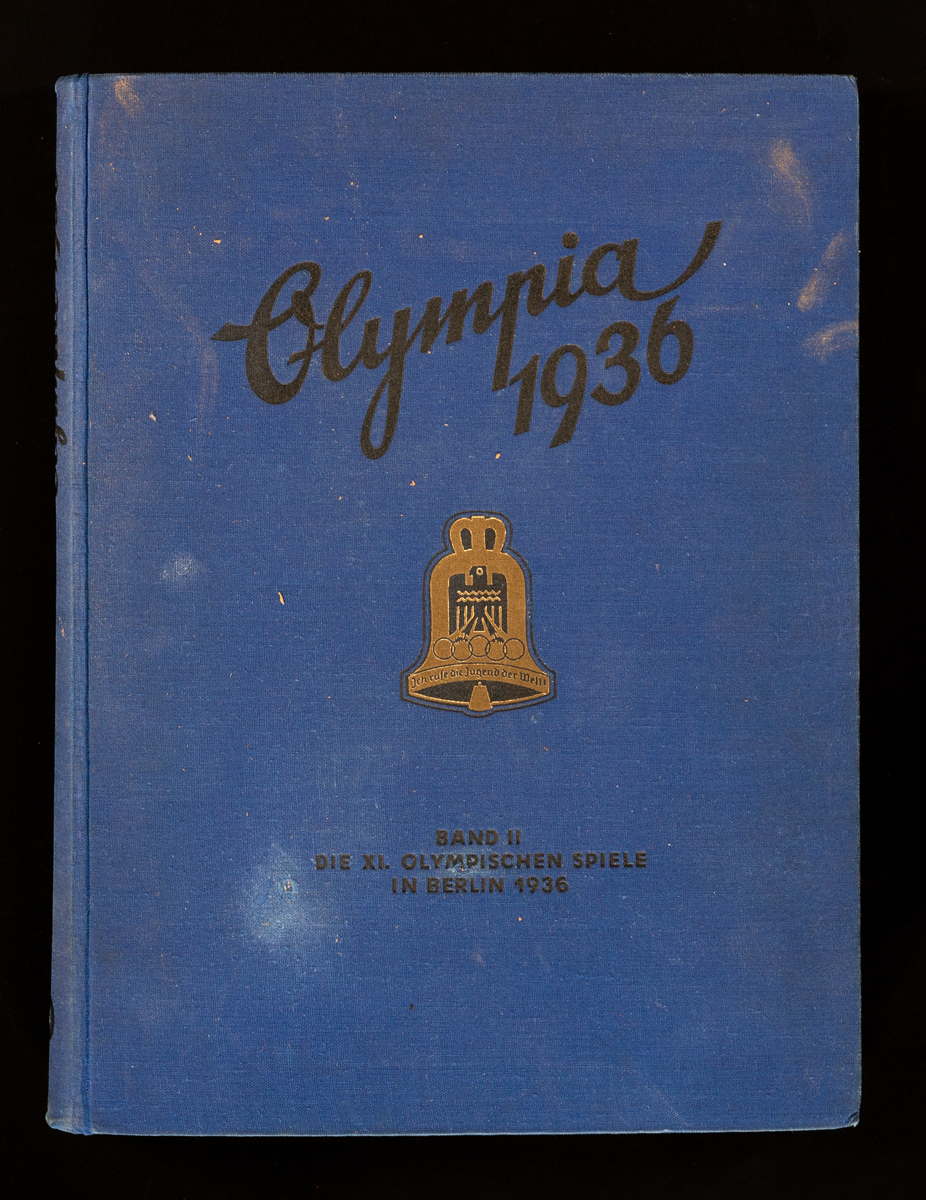 Olympia
1936
Ich rufe die Jugend der Welt!
BAND II
DIE XI. OLYMPISCHEN SPIELE
IN BERLIN 1936